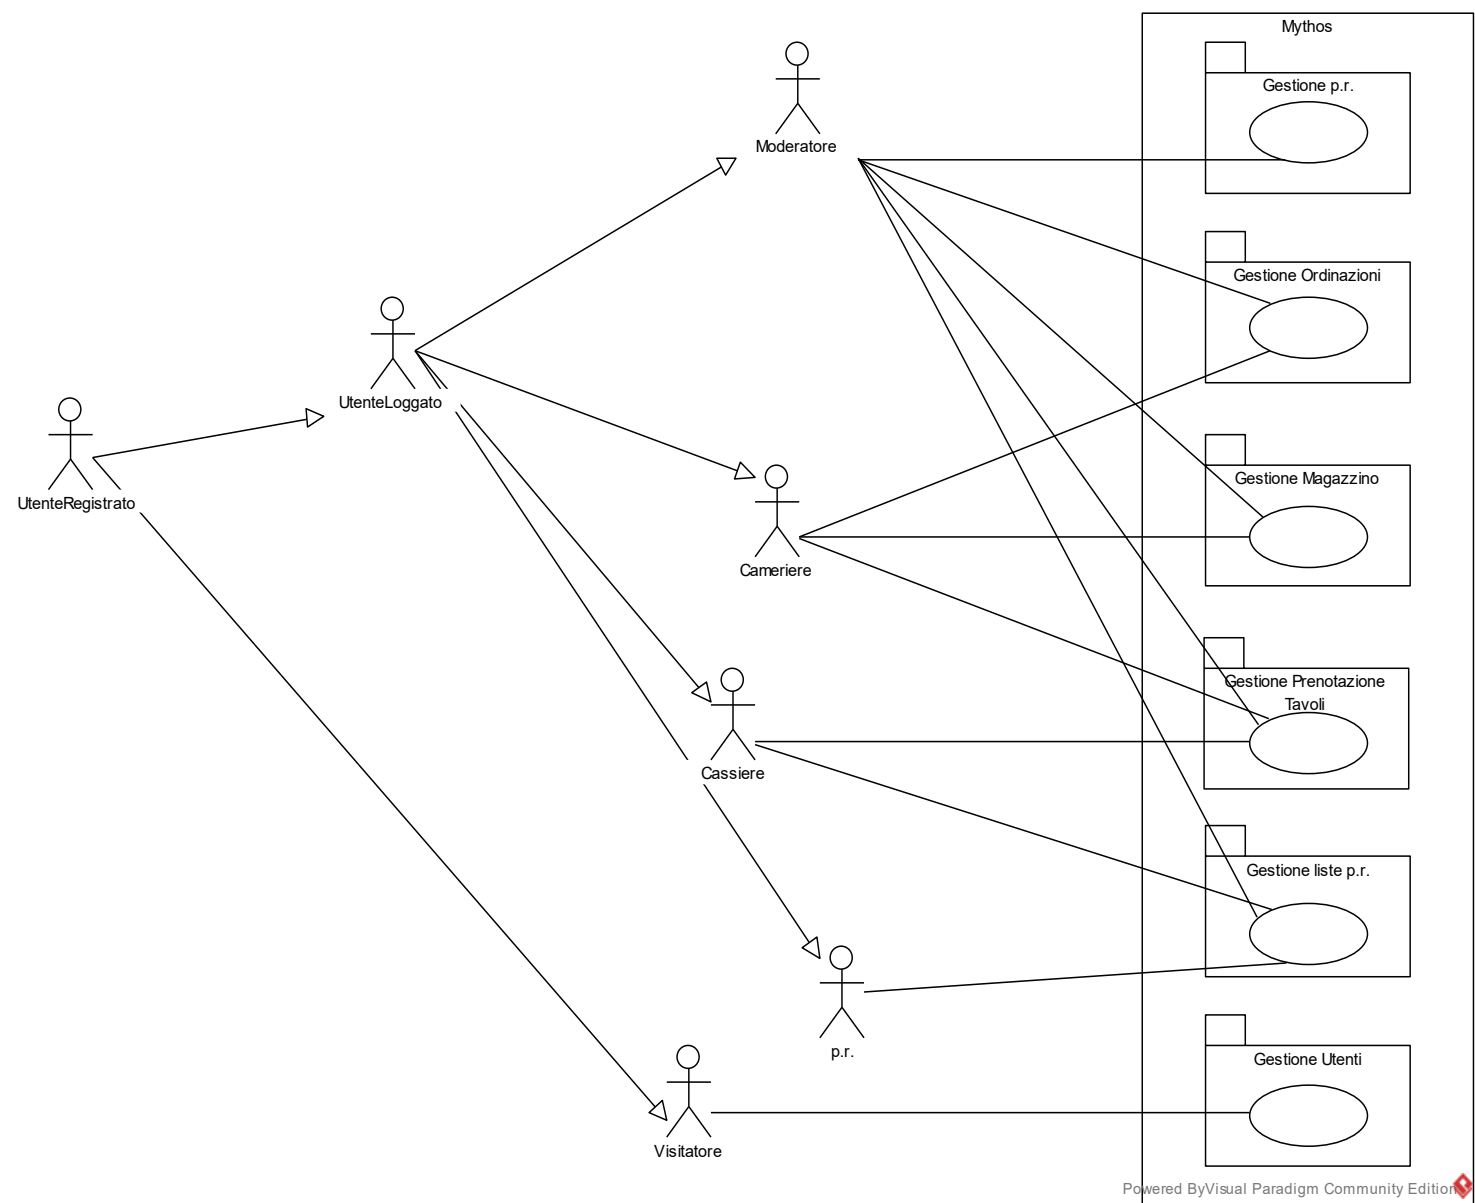 Mythos
Gestione p.r.
Moderatore
Gestione Ordinazioni
UtenteLoggato
Gestione Magazzino
UtenteRegistrato
Cameriere
Gestione Prenotazione
Tavoli
Cassiere
Gestione liste p.r.
p.r.
Gestione Utenti
Visitatore
Powered ByVisual Paradigm Community Edition